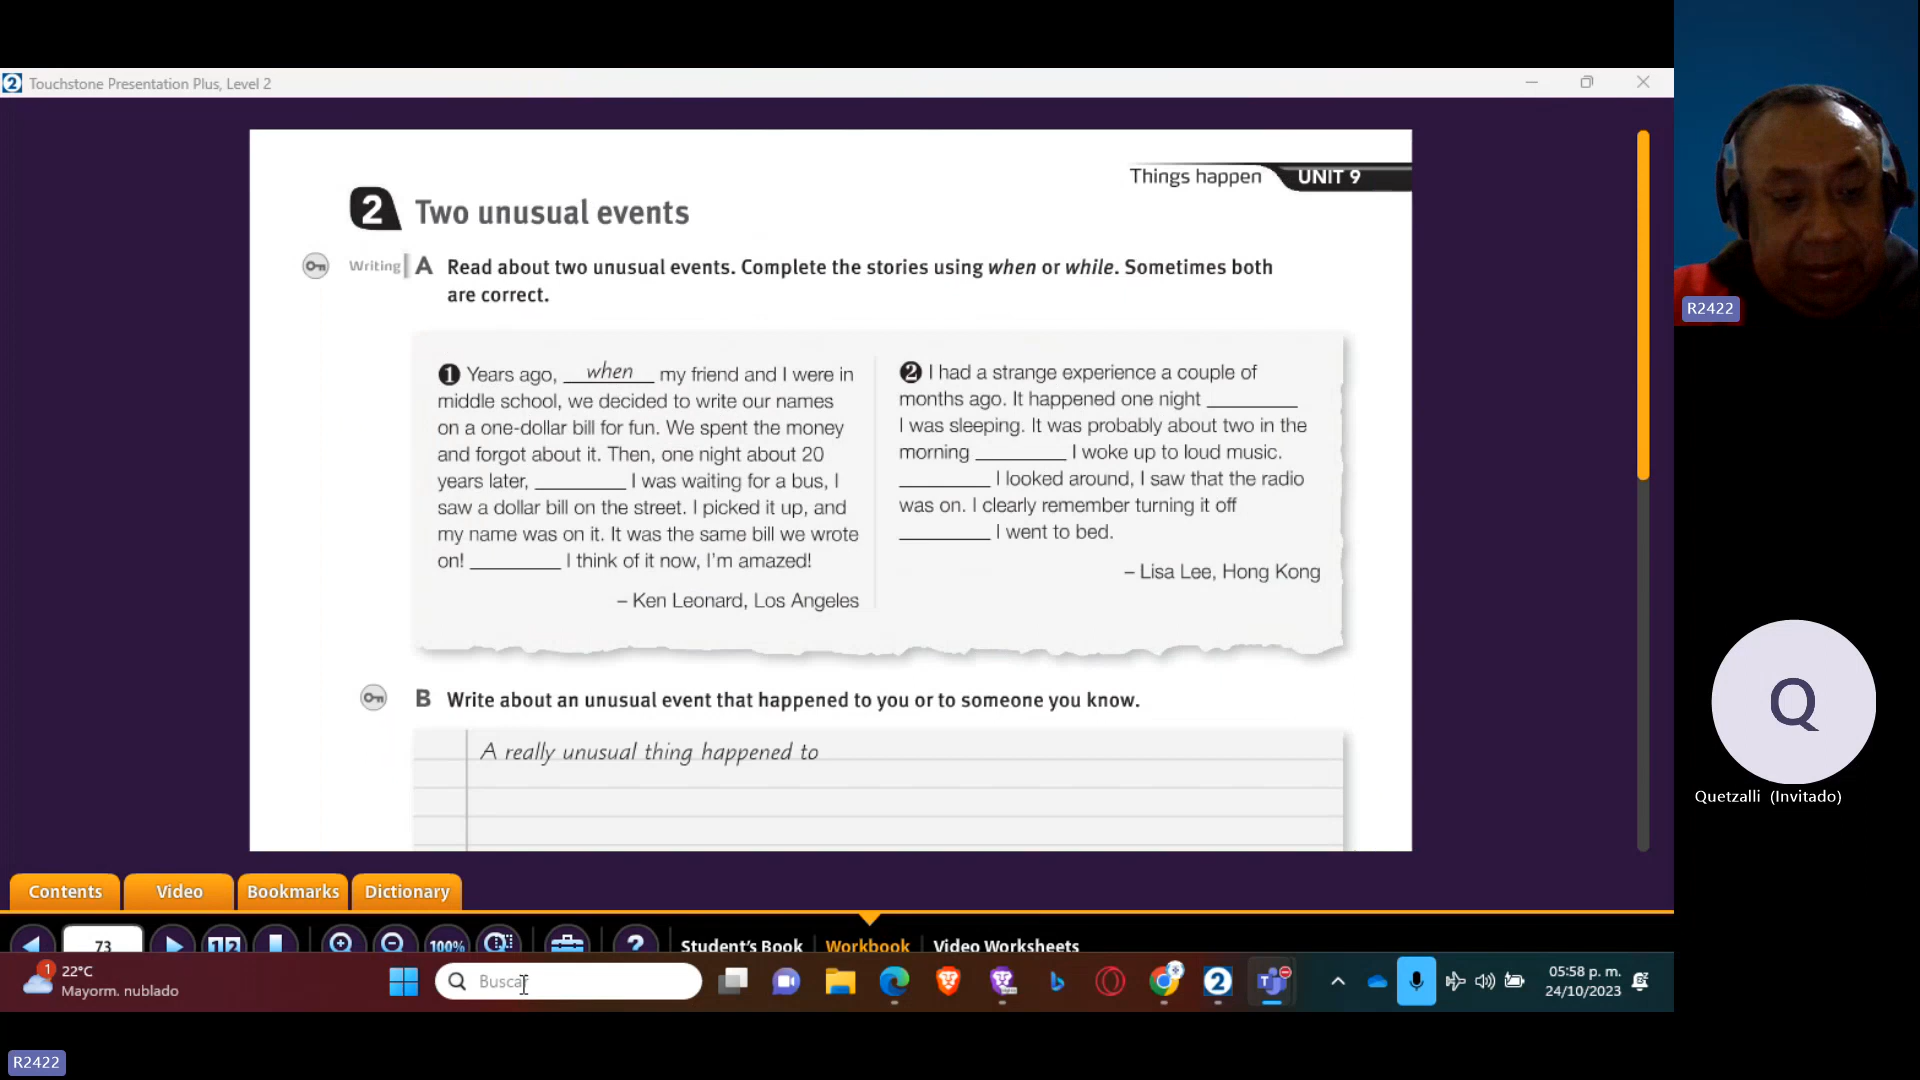 Touchstone Presentation Plus, Level 2
Things happen UNIT 9
2 Two unusual events
Writing A Read about two unusual events. Complete the stories using when or while. Sometimes both
are correct.
1 Years ago, when my friend and I were in
middle school, we decided to write our names
on a one-dollar bill for fun. We spent the money
and forgot about it. Then, one night about 20
years later, _________ I was waiting for a bus, I
saw a dollar bill on the street. I picked it up, and
my name was on it. It was the same bill we wrote
on! _________ I think of it now, I'm amazed!
– Ken Leonard, Los Angeles
2 I had a strange experience a couple of
months ago. It happened one night _________
I was sleeping. It was probably about two in the
morning _________ I woke up to loud music.
_________ I looked around, I saw that the radio
was on. I clearly remember turning it off
_________ I went to bed.
– Lisa Lee, Hong Kong
B Write about an unusual event that happened to you or to someone you know.
A really unusual thing happened to
Contents Video Bookmarks Dictionary
73 12 100% ? Student's Book Workbook Video Worksheets
1 22°C
Mayorm. nublado
Buscar
05:58 p. m.
24/10/2023
R2422
Q
Quetzalli (Invitado)
R2422